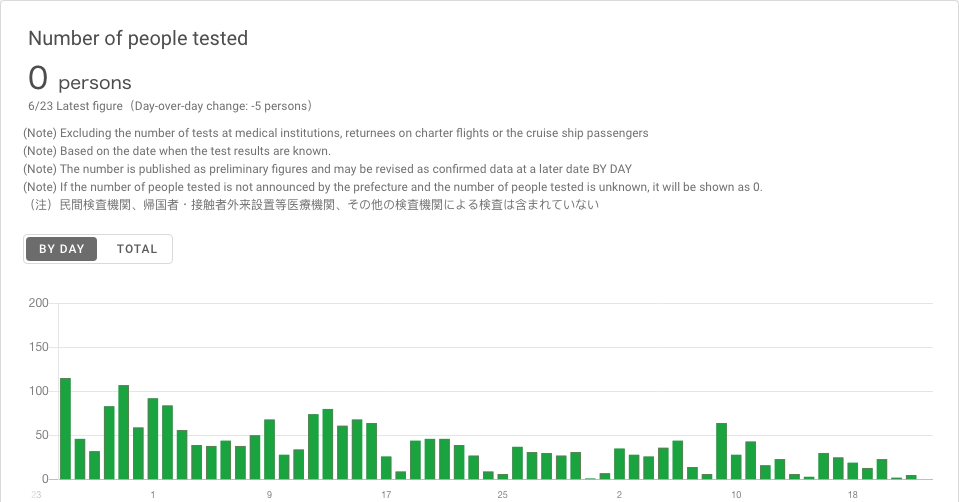 Number of people tested
0 persons
6/23 Latest figure（Day-over-day change: -5 persons）
(Note) Excluding the number of tests at medical institutions, returnees on charter flights or the cruise ship passengers
(Note) Based on the date when the test results are known.
(Note) The number is published as preliminary figures and may be revised as confirmed data at a later date BY DAY
(Note) If the number of people tested is not announced by the prefecture and the number of people tested is unknown, it will be shown as 0.
（注）民間検査機関、帰国者・接触者外来設置等医療機関、その他の検査機関による検査は含まれていない
BY DAY TOTAL
200
150
100
50
0
23 1 9 17 25 2 10 18